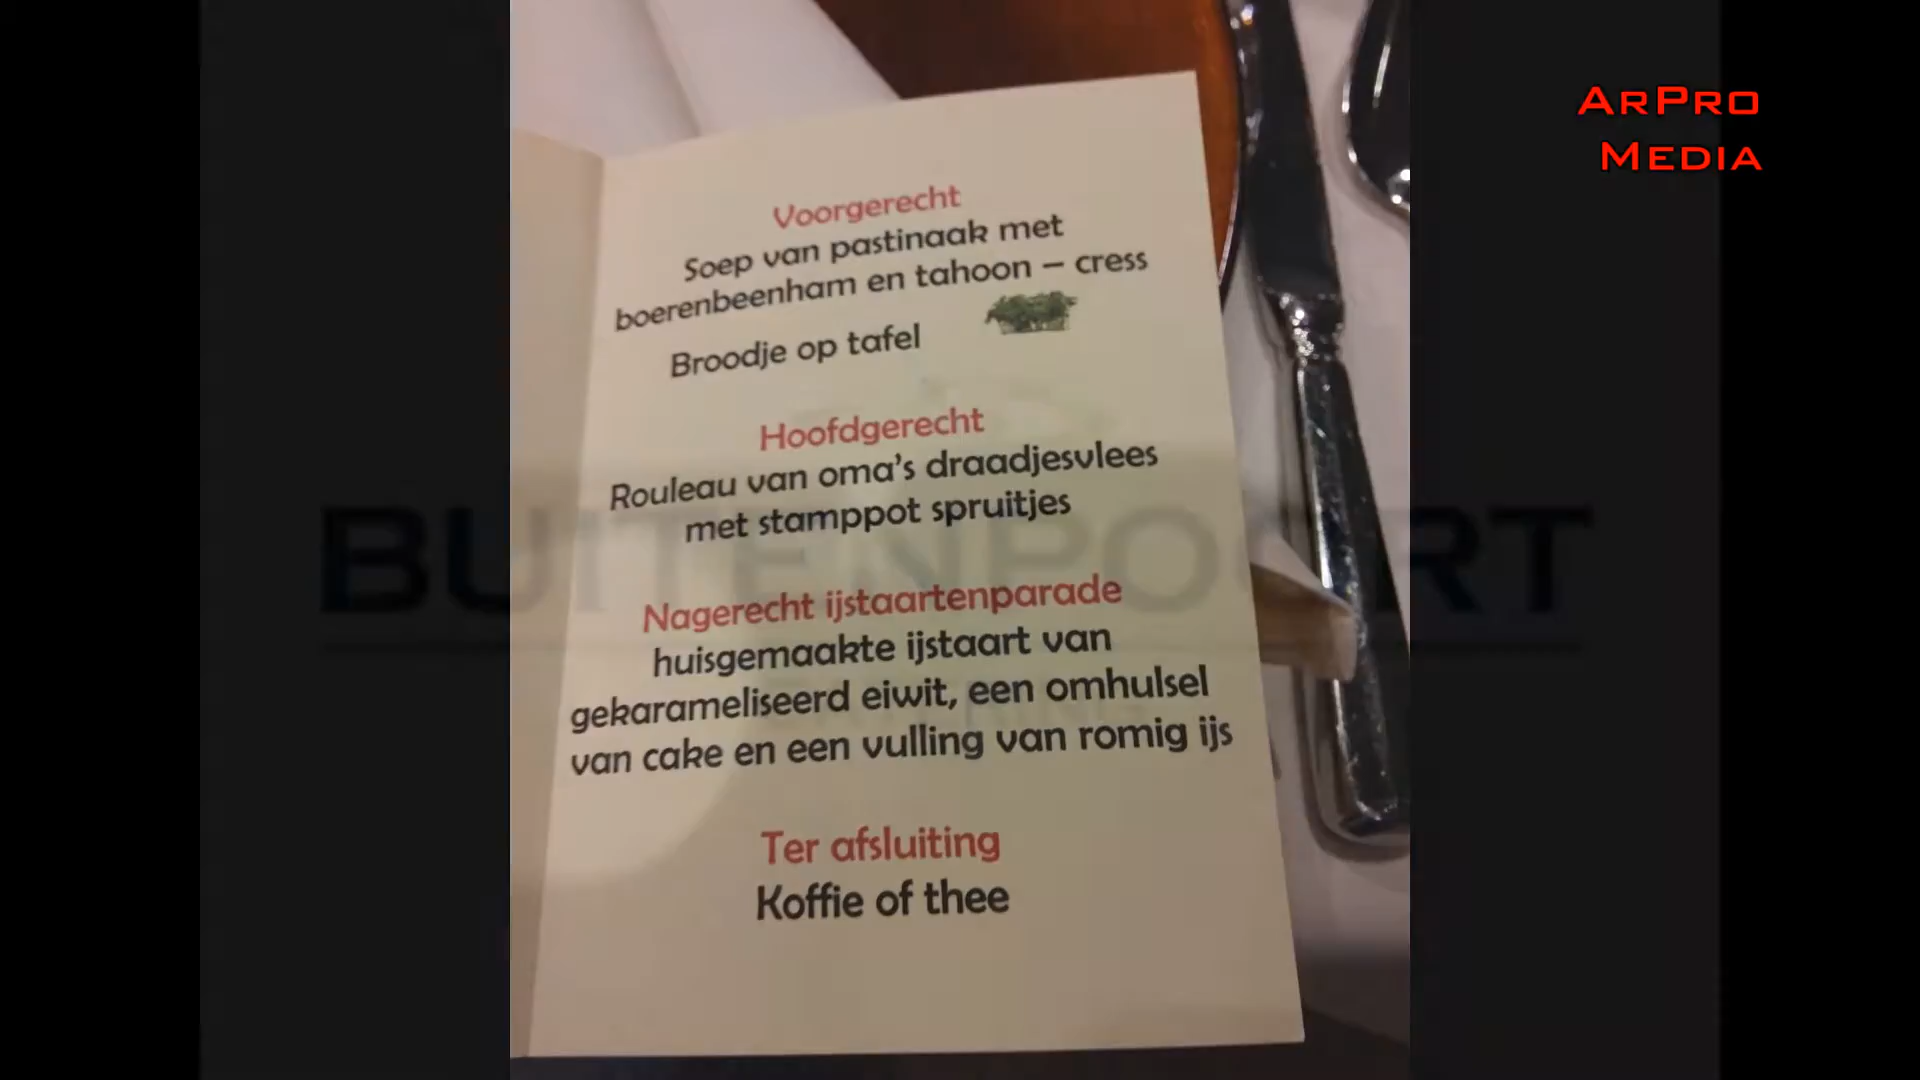 ArPro
Media
Voorgerecht
Soep van pastinaak met
boerenbeenham en tahoon – cress
Broodje op tafel
Hoofdgerecht
Rouleau van oma's draadjesvlees
met stamppot spruitjes
Nagerecht ijstaartenparade
huisgemaakte ijstaart van
gekarameliseerd eiwit, een omhulsel
van cake en een vulling van romig ijs
Ter afsluiting
Koffie of thee
BUITENPOORT
CATERING